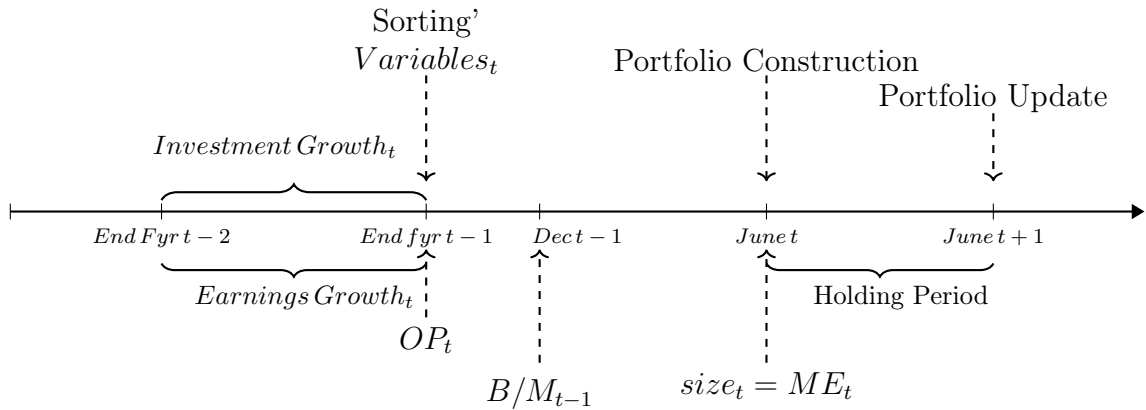 Sorting'
Variables_t
Portfolio Construction
Portfolio Update
Investment Growth_t
End Fyr t − 2
End fyr t − 1
Dec t − 1
June t
June t + 1
Earnings Growth_t
Holding Period
OP_t
B/M_{t−1}
size_t = ME_t